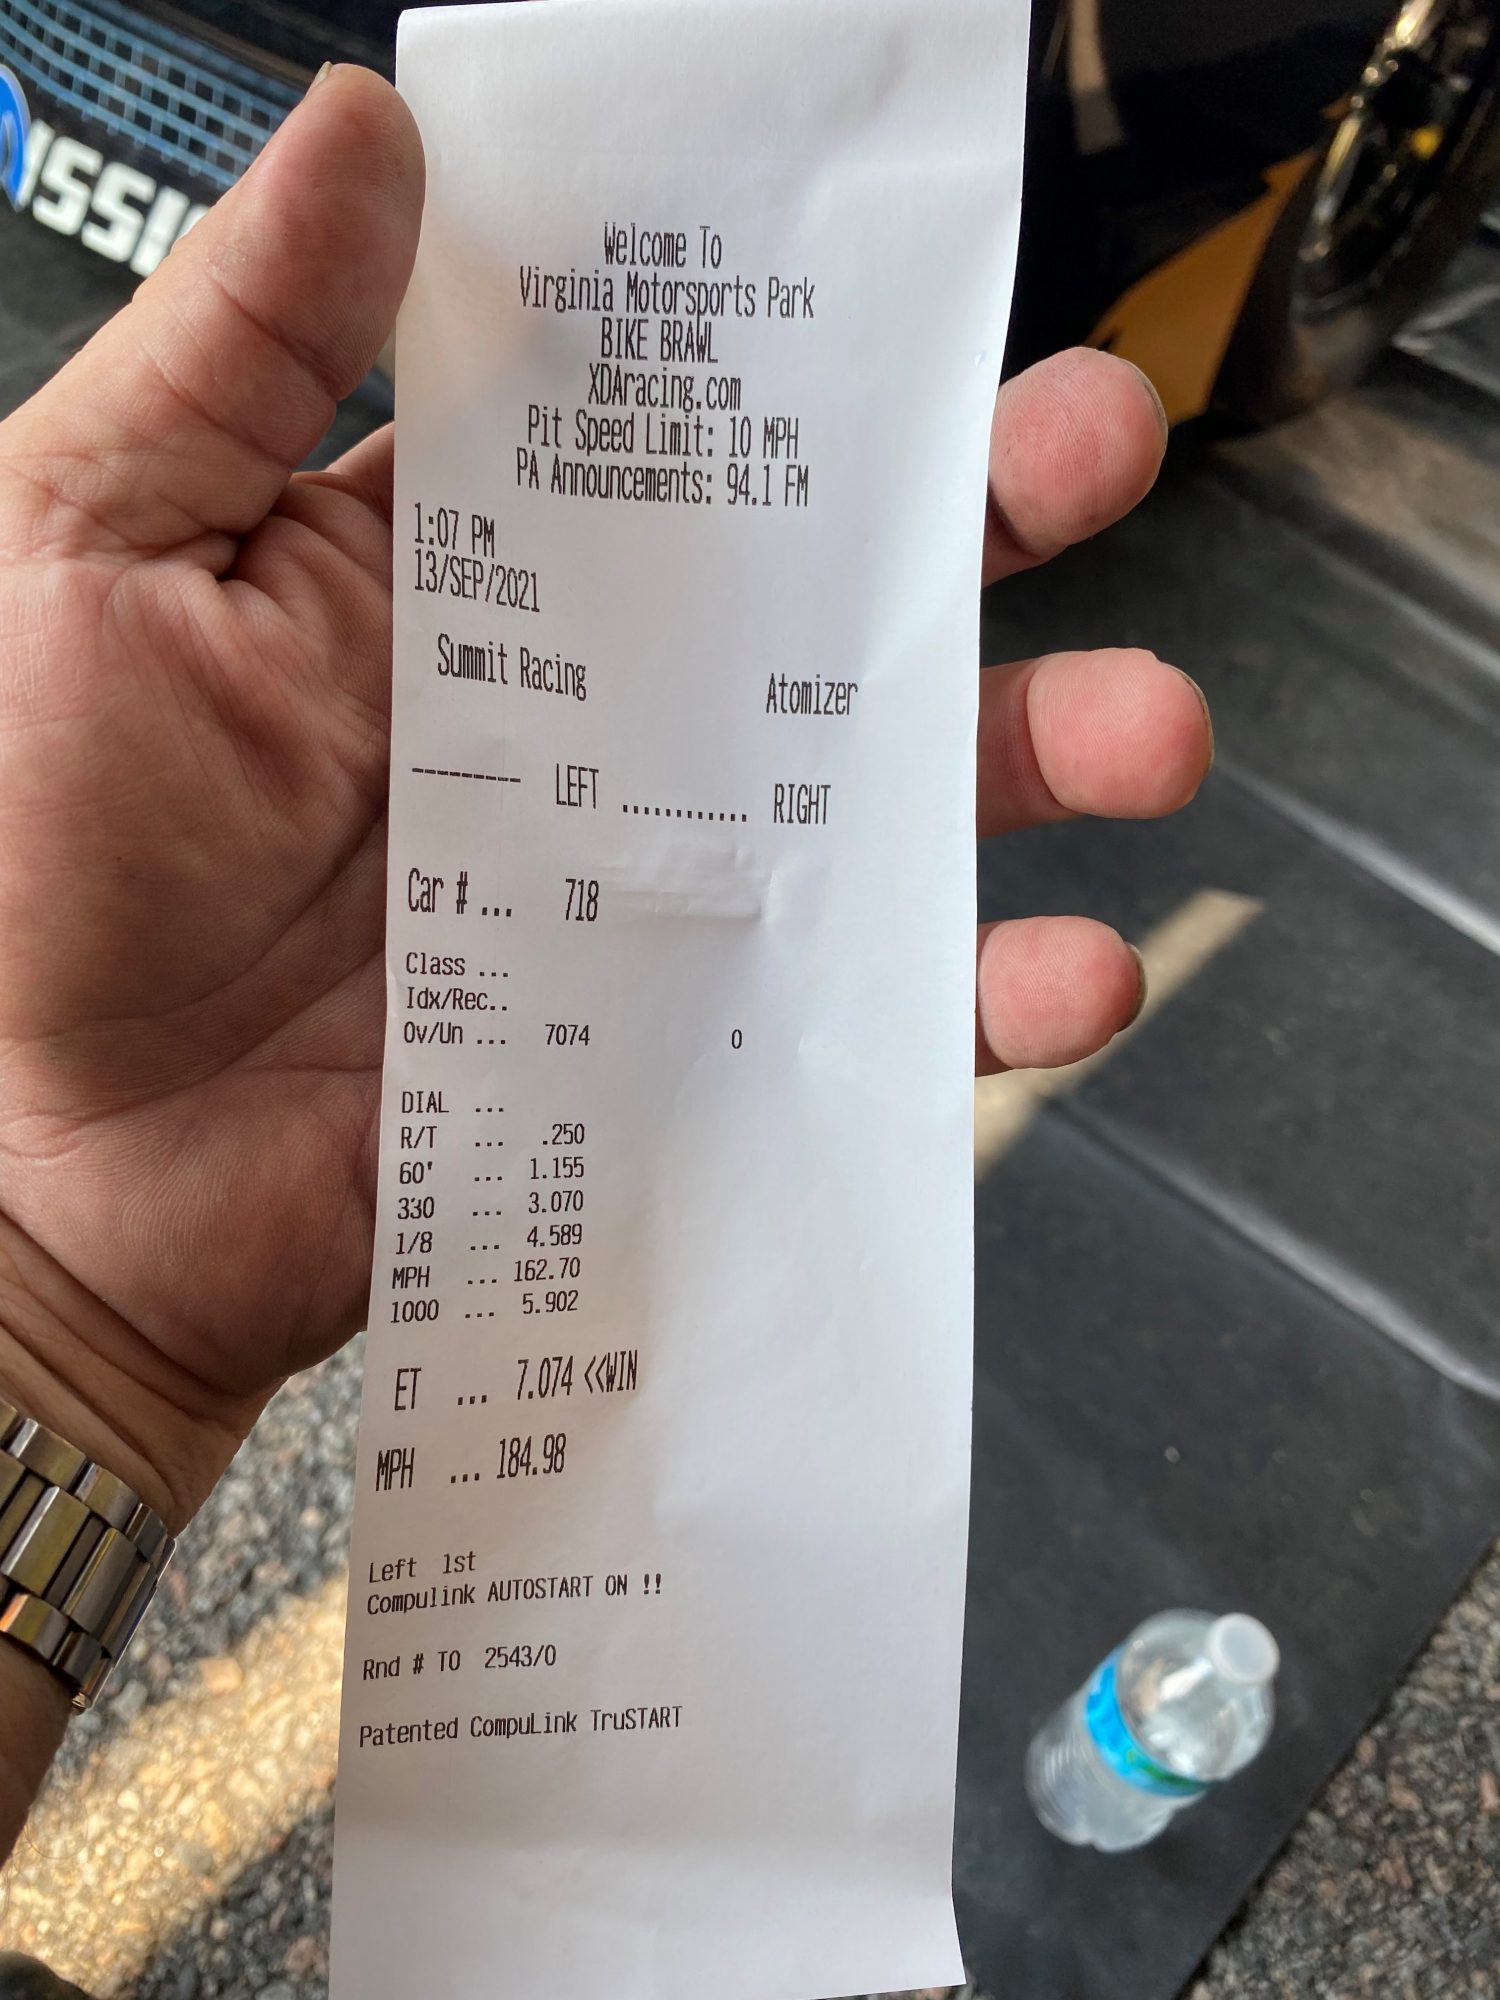 ISSI
Welcome To
Virginia Motorsports Park
BIKE BRAWL
XDAracing.com
Pit Speed Limit: 10 MPH
PA Announcements: 94.1 FM
1:07 PM
13/SEP/2021
Summit Racing Atomizer
--------- LEFT ............ RIGHT
Car # ... 718
Class ...
Idx/Rec..
Ov/Un ... 7074 0
DIAL ...
R/T ... .250
60' ... 1.155
330 ... 3.070
1/8 ... 4.589
MPH ... 162.70
1000 ... 5.902
ET ... 7.074 <<WIN
MPH ... 184.98
Left 1st
Compulink AUTOSTART ON !!
Rnd # TO 2543/0
Patented CompuLink TruSTART